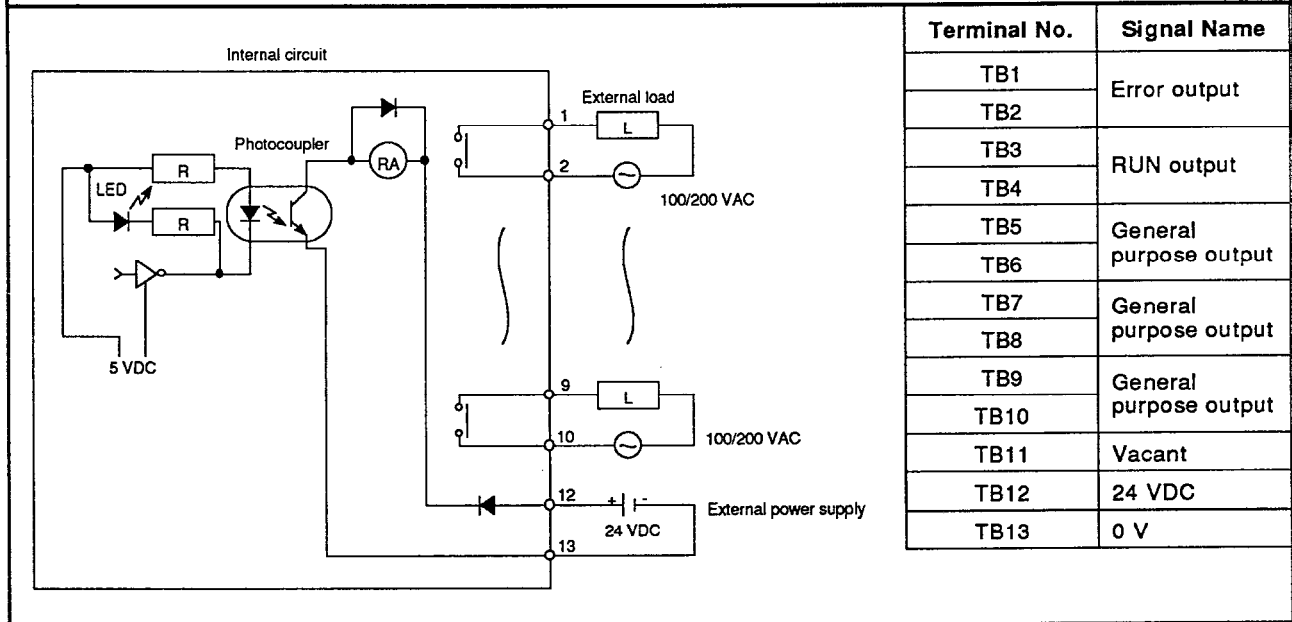 Internal circuit
External load
1
L
2
100/200 VAC
Photocoupler
RA
R
LED
R
5 VDC
9
L
10
100/200 VAC
12
+ -
24 VDC
External power supply
13
Terminal No. Signal Name
TB1
TB2
Error output
TB3
TB4
RUN output
TB5
TB6
General
purpose output
TB7
TB8
General
purpose output
TB9
TB10
General
purpose output
TB11 Vacant
TB12 24 VDC
TB13 0 V